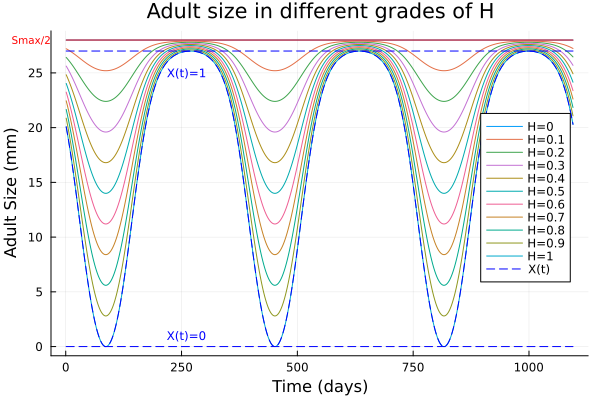 Adult size in different grades of H
Smax/2
X(t)=1
X(t)=0
Adult Size (mm)
25
20
15
10
5
0
0
250
500
750
1000
Time (days)
H=0
H=0.1
H=0.2
H=0.3
H=0.4
H=0.5
H=0.6
H=0.7
H=0.8
H=0.9
H=1
X(t)